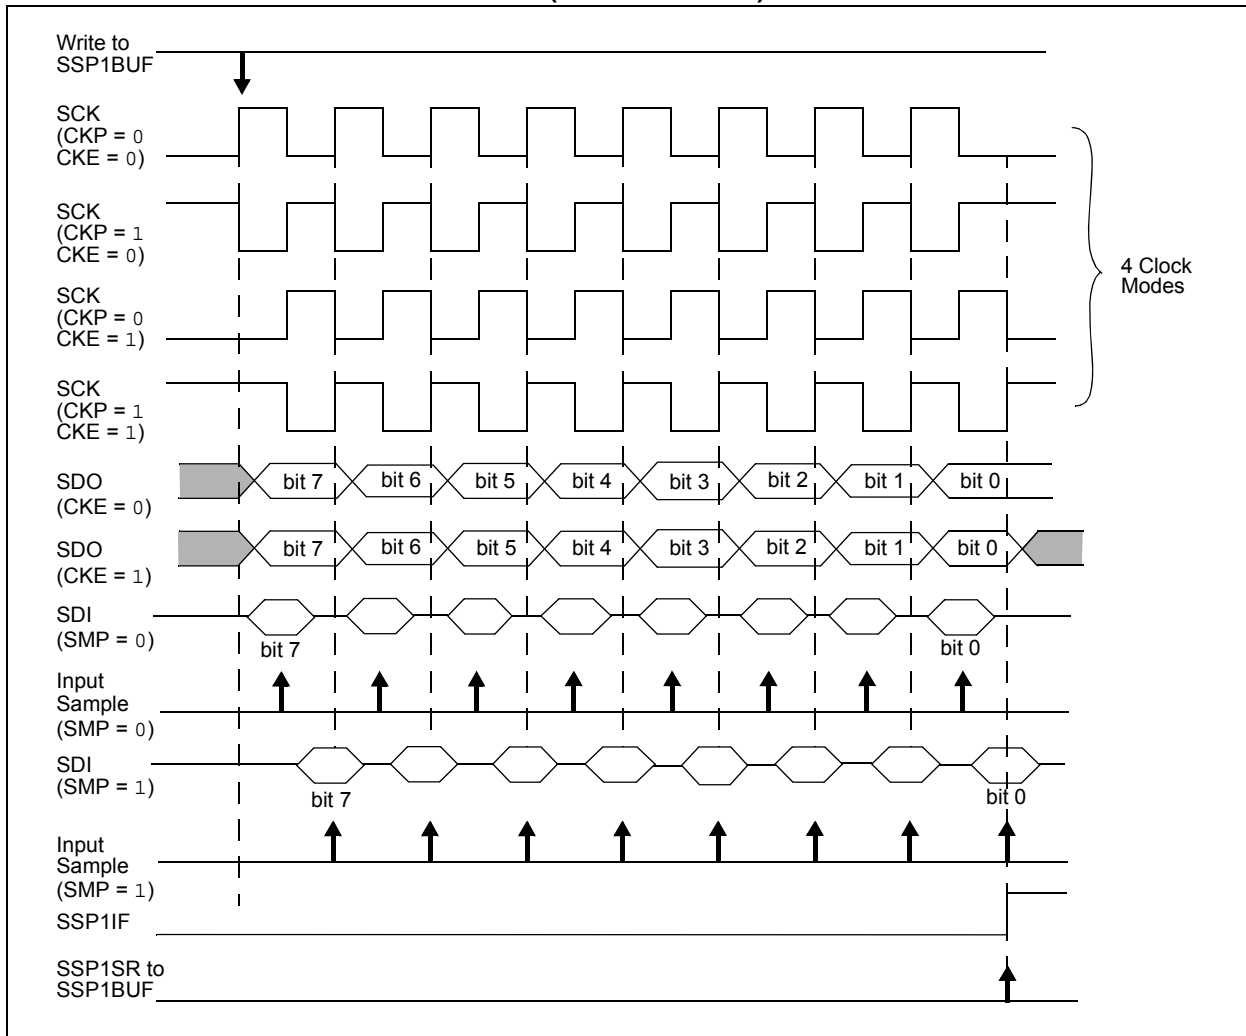 Write to
SSP1BUF
SCK
(CKP = 0
CKE = 0)
SCK
(CKP = 1
CKE = 0)
4 Clock
Modes
SCK
(CKP = 0
CKE = 1)
SCK
(CKP = 1
CKE = 1)
SDO
(CKE = 0)
bit 7 bit 6 bit 5 bit 4 bit 3 bit 2 bit 1 bit 0
SDO
(CKE = 1)
bit 7 bit 6 bit 5 bit 4 bit 3 bit 2 bit 1 bit 0
SDI
(SMP = 0)
bit 7 bit 0
Input
Sample
(SMP = 0)
SDI
(SMP = 1)
bit 7 bit 0
Input
Sample
(SMP = 1)
SSP1IF
SSP1SR to
SSP1BUF